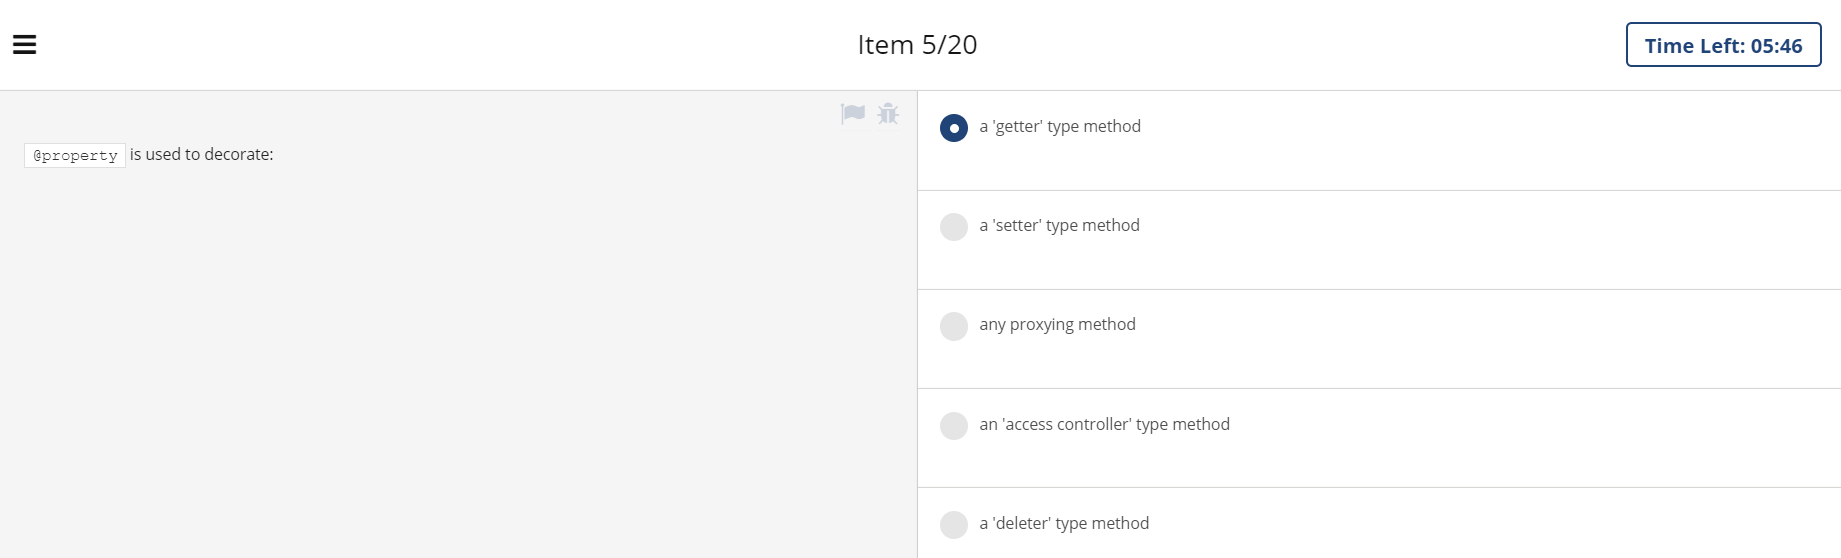 Item 5/20
Time Left: 05:46
@property is used to decorate:
a 'getter' type method
a 'setter' type method
any proxying method
an 'access controller' type method
a 'deleter' type method